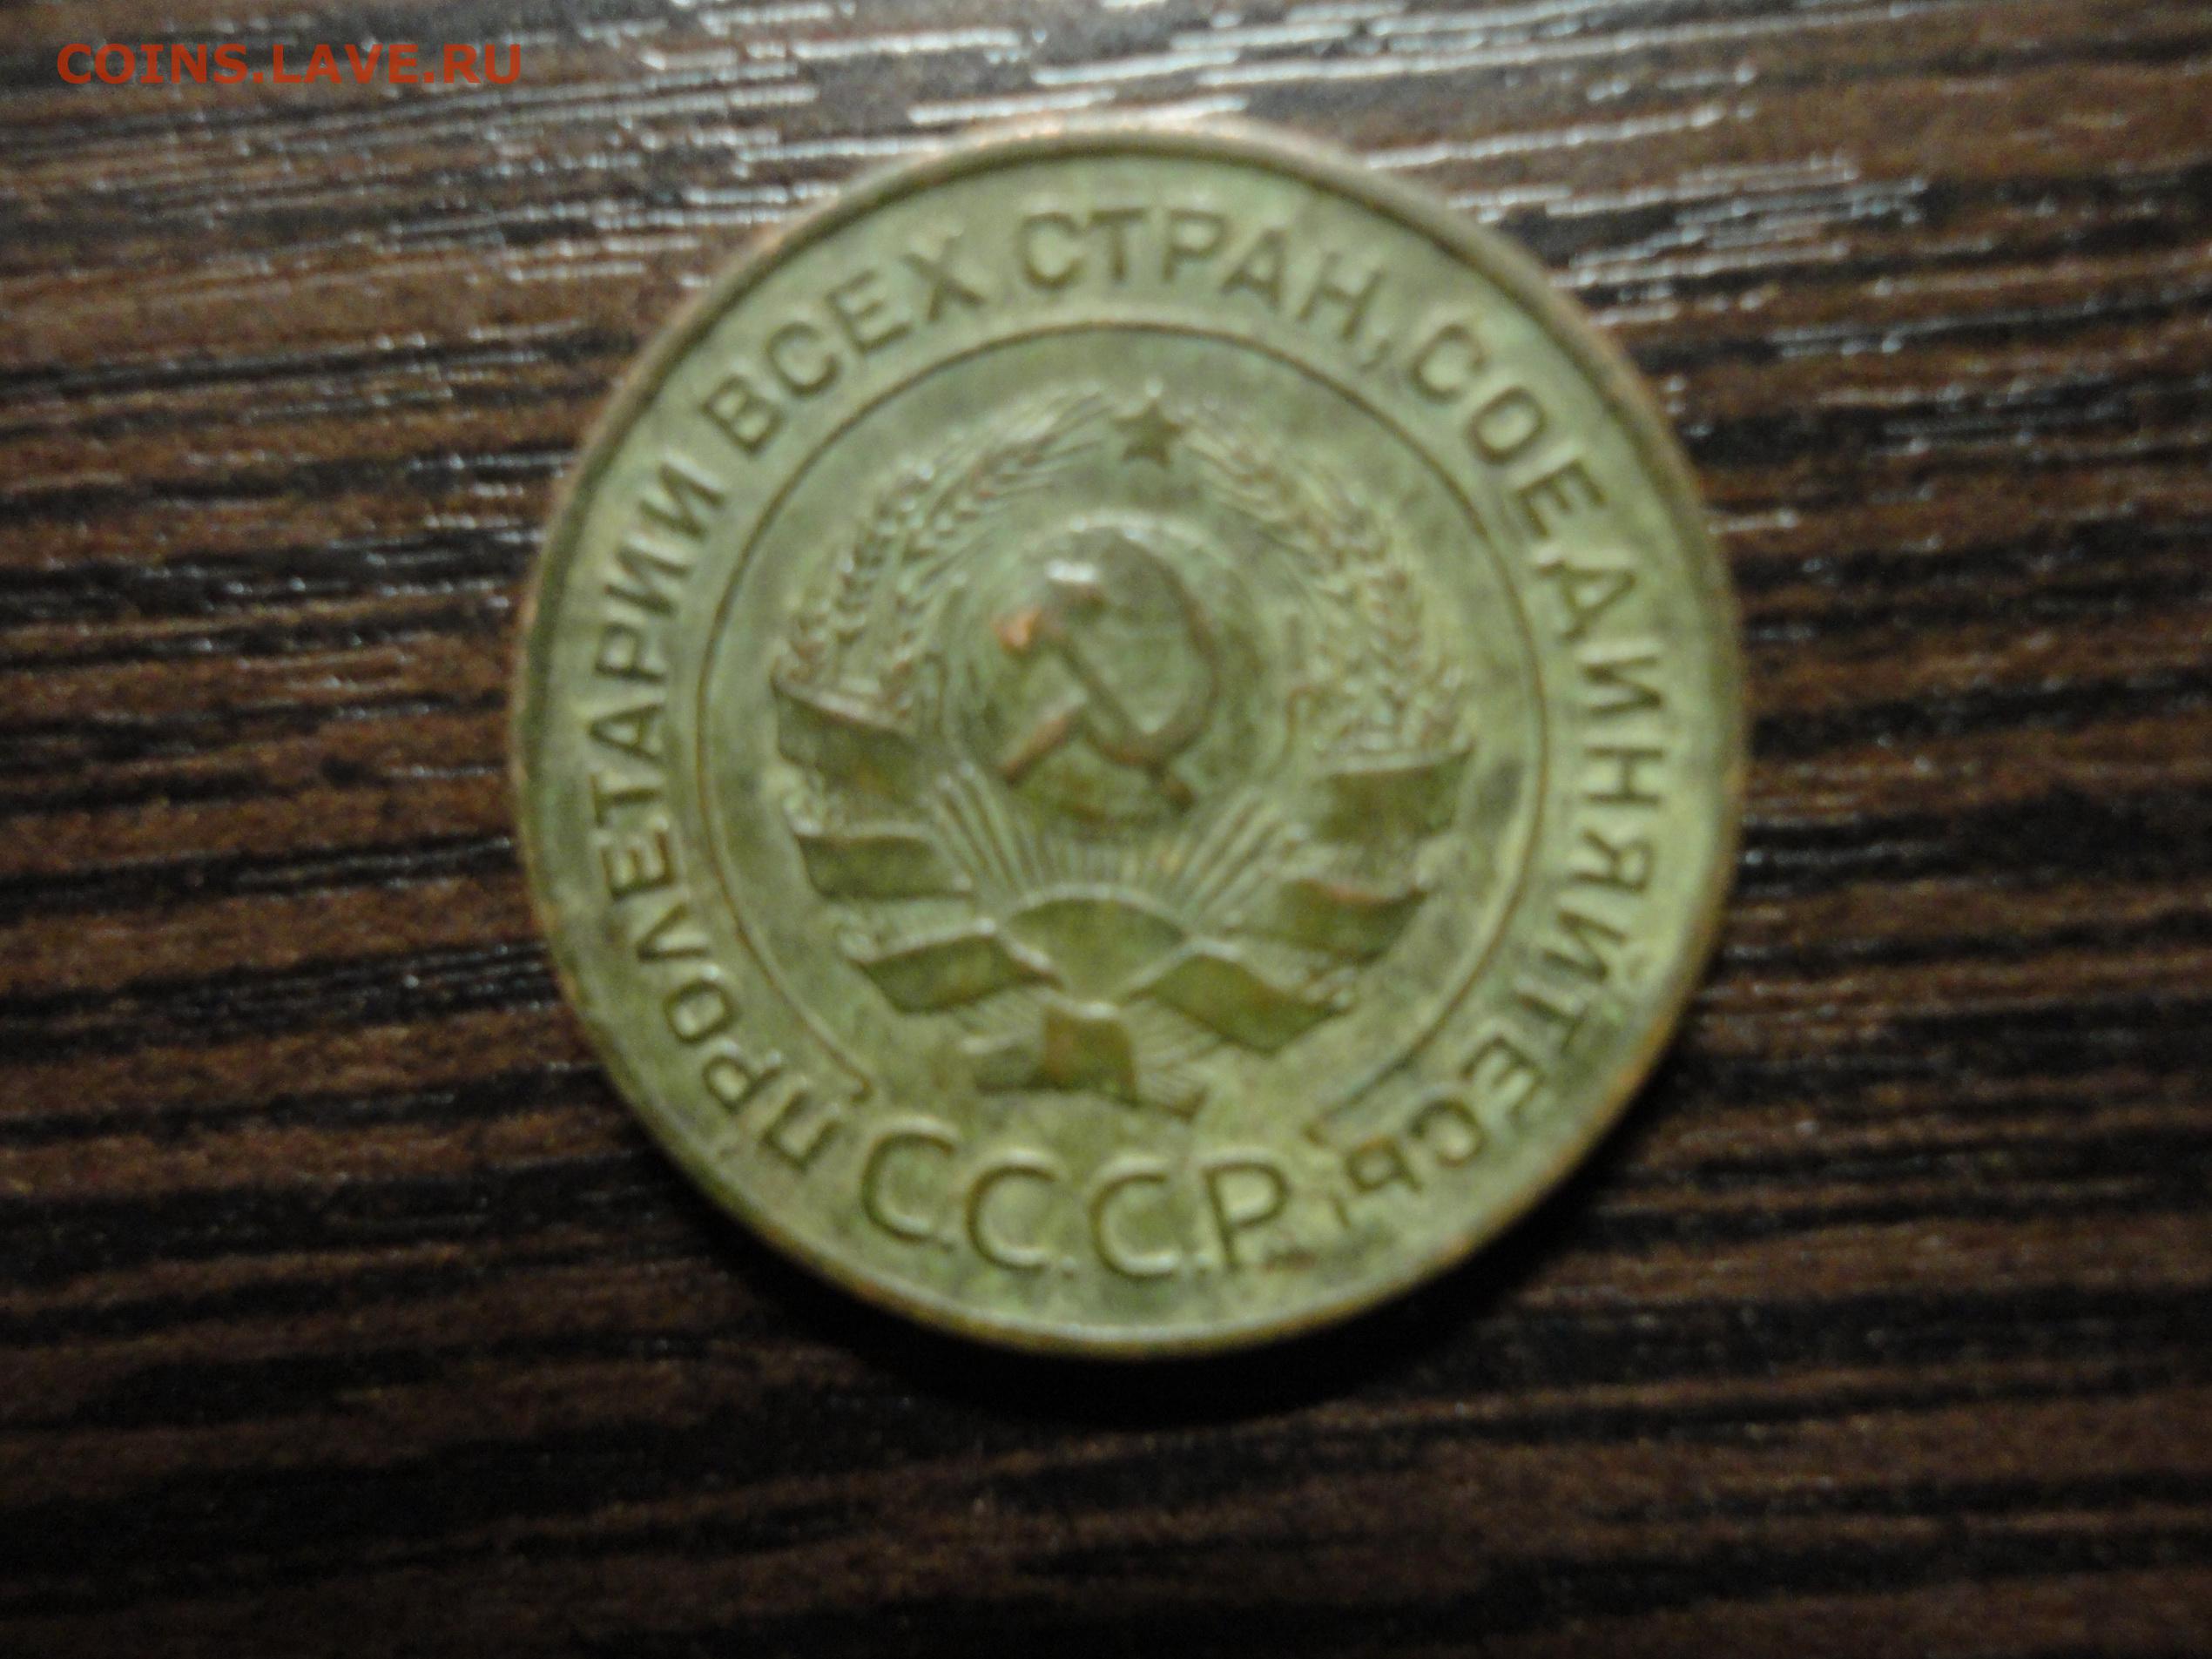 COINS.LAVE.RU
ПРОЛЕТАРИИ ВСЕХ СТРАН, СОЕДИНЯЙТЕСЬ!
С.С.С.Р.